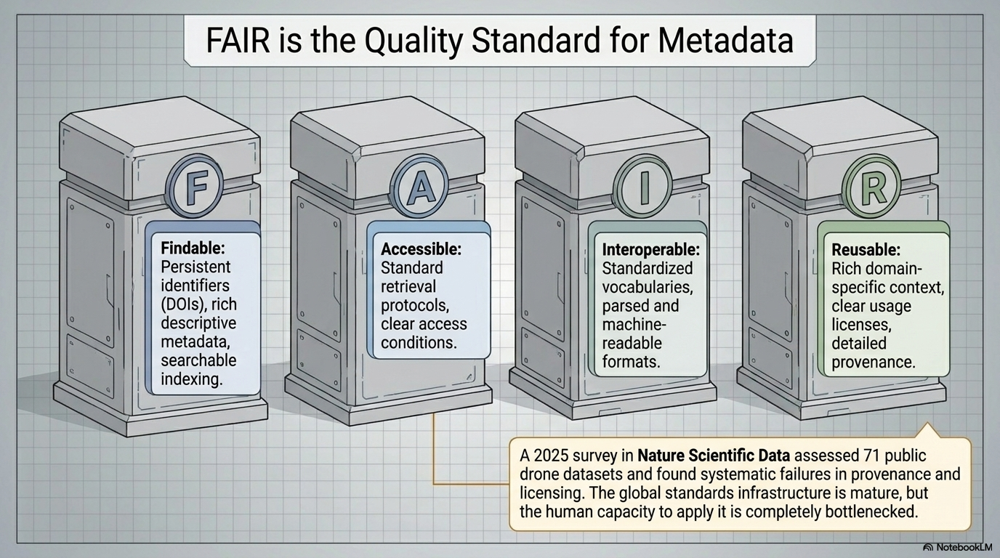 FAIR is the Quality Standard for Metadata
F
Findable:
Persistent
identifiers
(DOIs), rich
descriptive
metadata,
searchable
indexing.
A
Accessible:
Standard
retrieval
protocols,
clear access
conditions.
I
Interoperable:
Standardized
vocabularies,
parsed and
machine-
readable
formats.
R
Reusable:
Rich domain-
specific context,
clear usage
licenses,
detailed
provenance.
A 2025 survey in Nature Scientific Data assessed 71 public
drone datasets and found systematic failures in provenance and
licensing. The global standards infrastructure is mature, but
the human capacity to apply it is completely bottlenecked.
NotebookLM